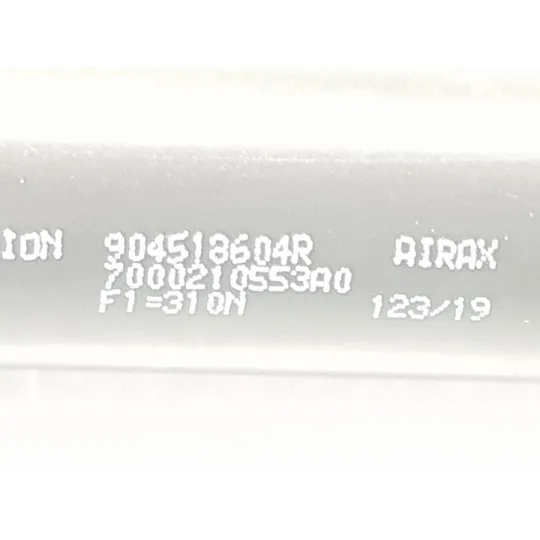 ION 904518604R AIRAX
7000210553A0
F1=310N 123/19